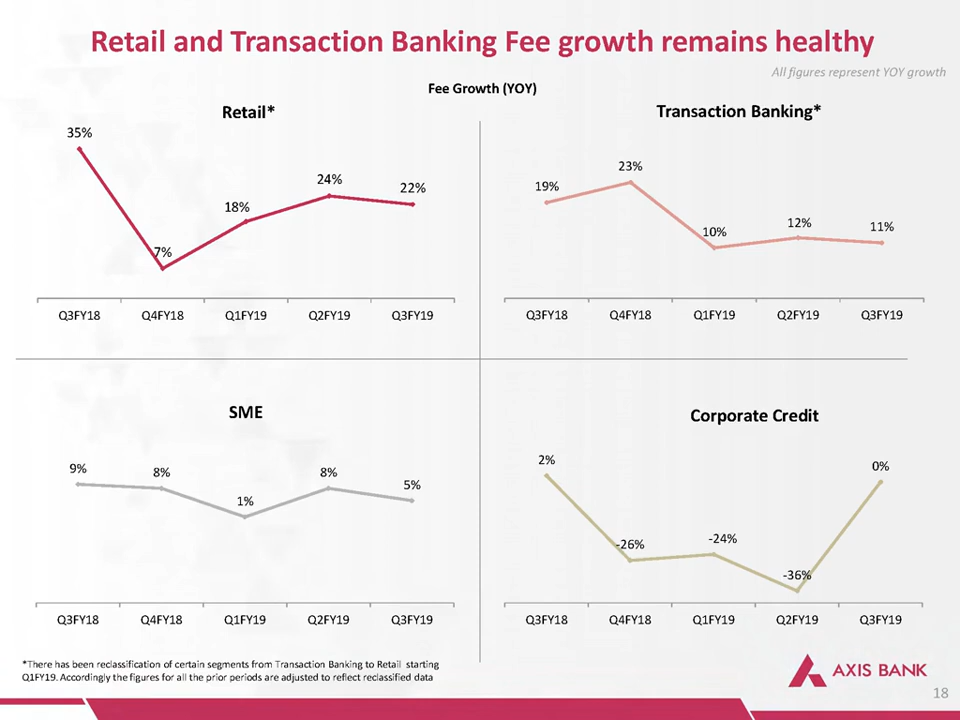 Retail and Transaction Banking Fee growth remains healthy
All figures represent YOY growth
Fee Growth (YOY)
Retail*
35%
7%
18%
24%
22%
Q3FY18 Q4FY18 Q1FY19 Q2FY19 Q3FY19
Transaction Banking*
19%
23%
10%
12%
11%
Q3FY18 Q4FY18 Q1FY19 Q2FY19 Q3FY19
SME
9%
8%
1%
8%
5%
Q3FY18 Q4FY18 Q1FY19 Q2FY19 Q3FY19
Corporate Credit
2%
-26%
-24%
-36%
0%
Q3FY18 Q4FY18 Q1FY19 Q2FY19 Q3FY19
*There has been reclassification of certain segments from Transaction Banking to Retail starting
Q1FY19. Accordingly the figures for all the prior periods are adjusted to reflect reclassified data
AXIS BANK
18